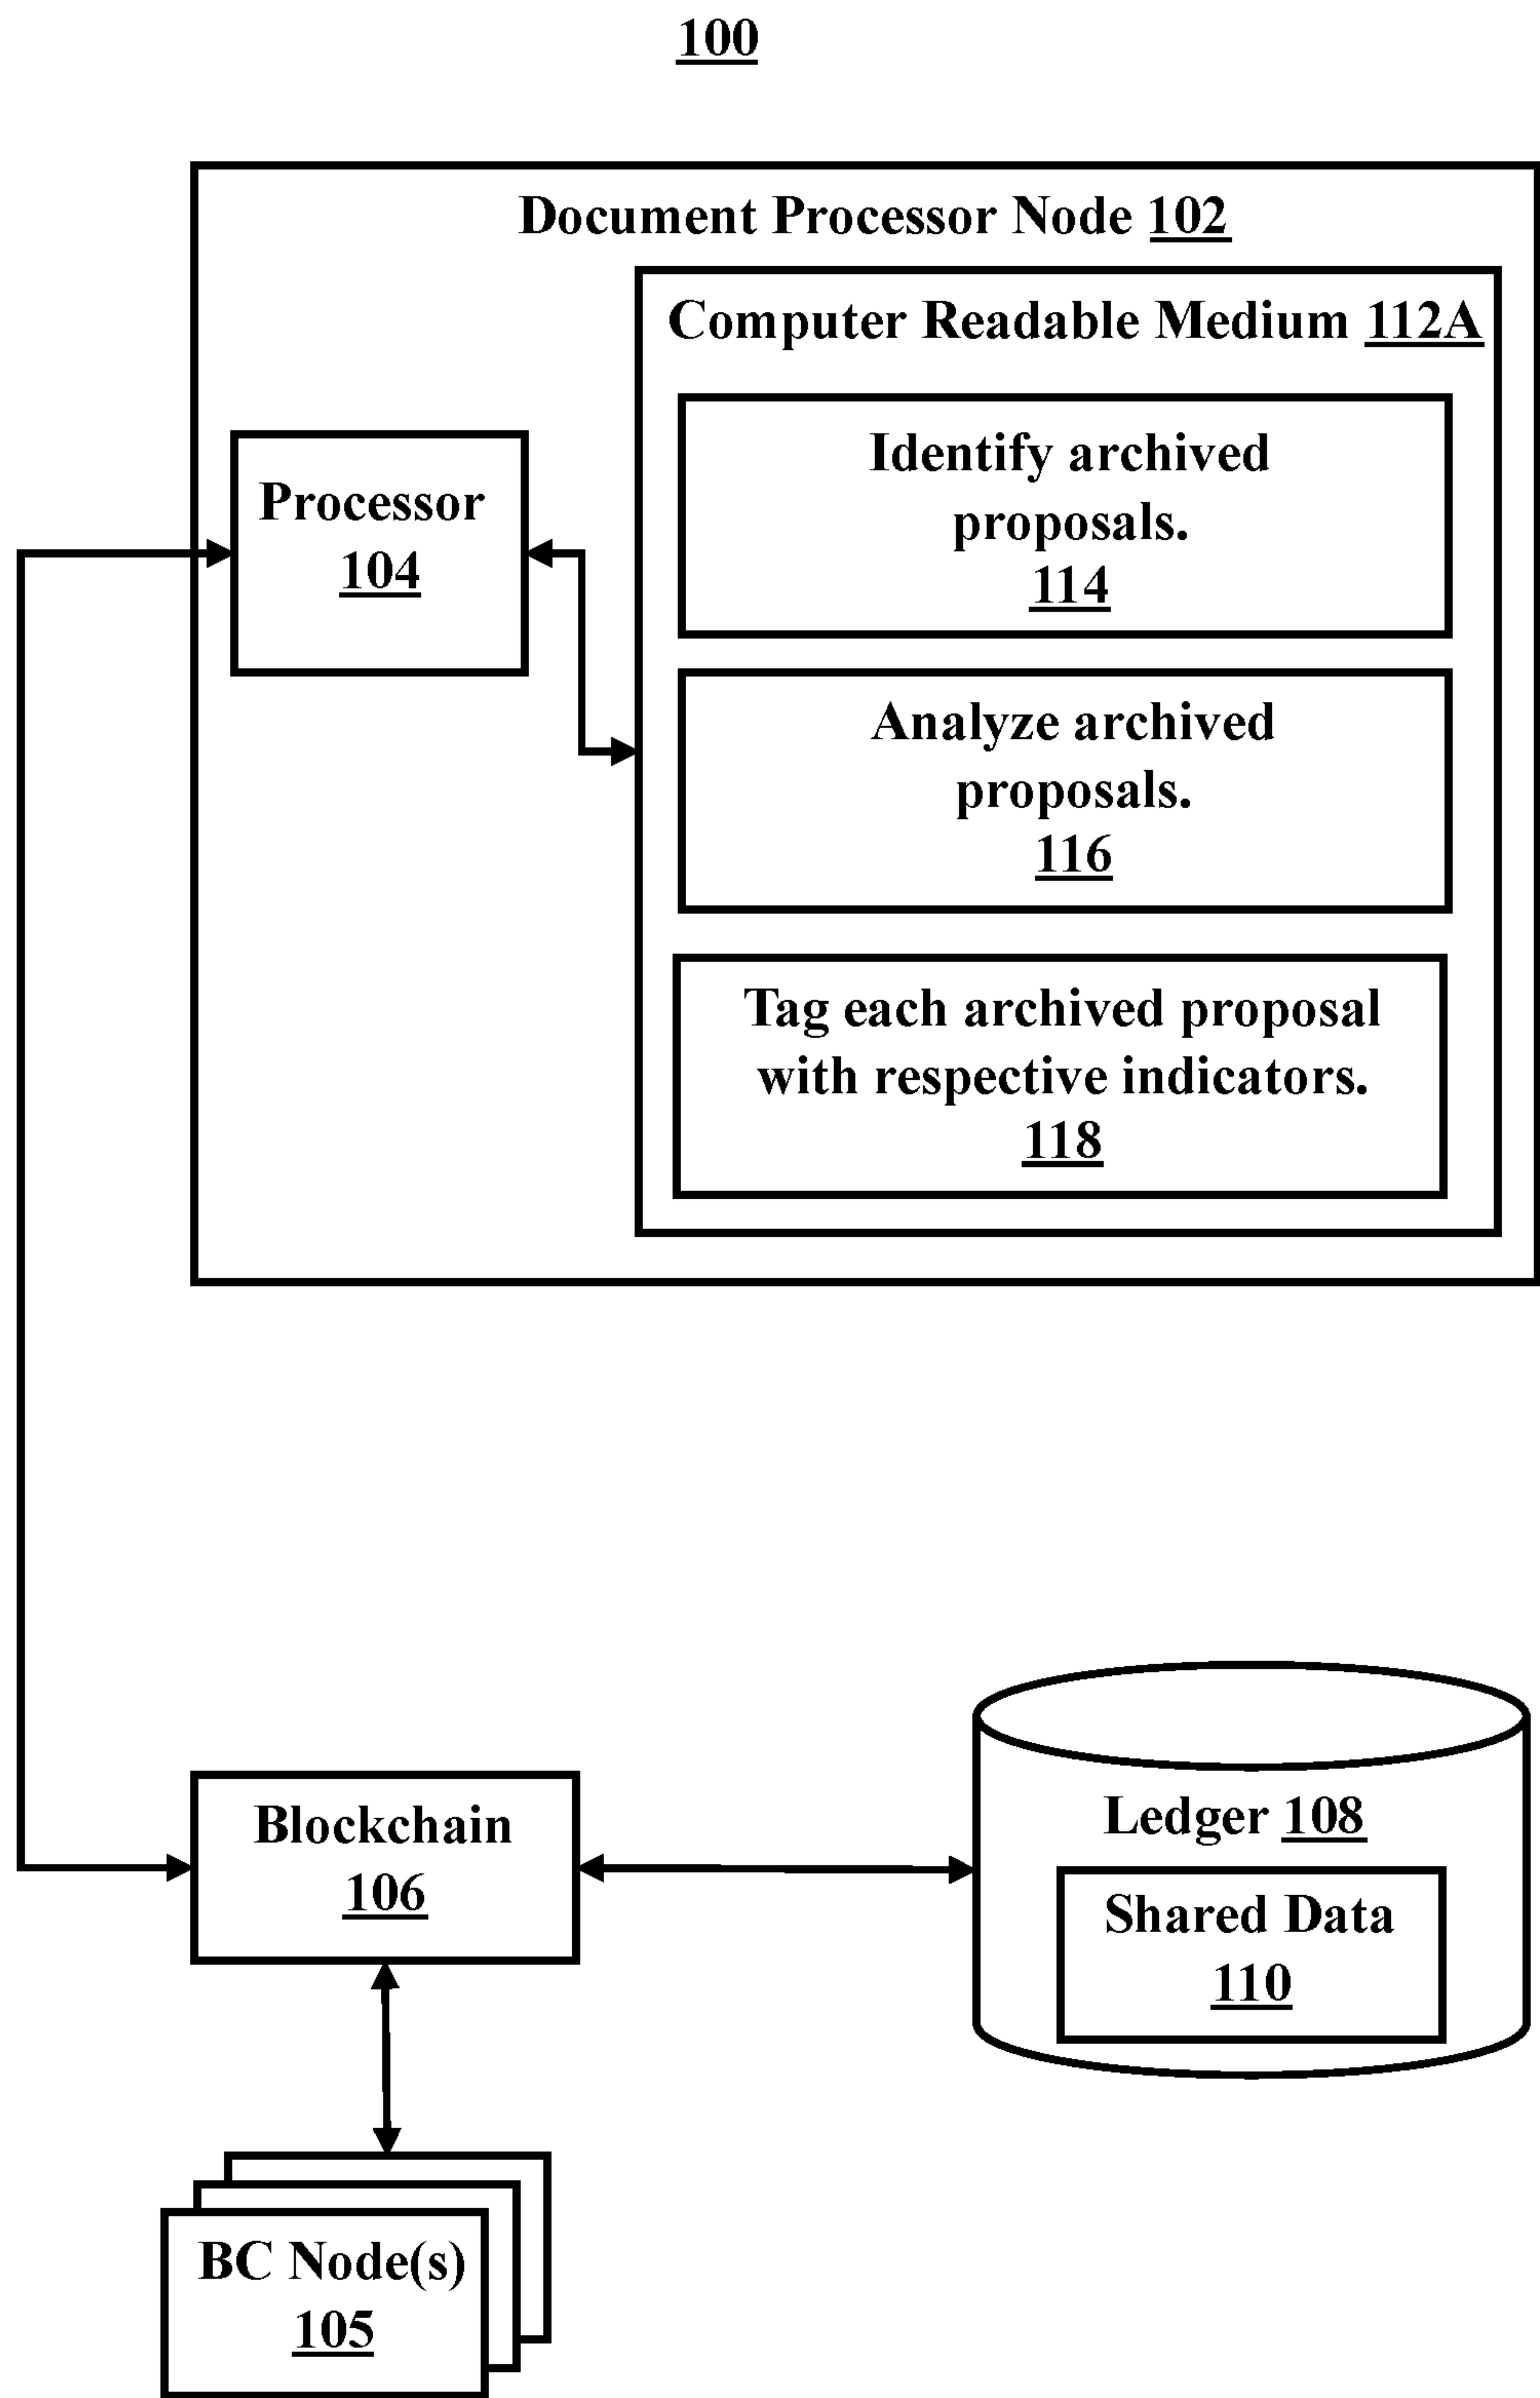 100
Document Processor Node 102
Computer Readable Medium 112A
Identify archived
proposals.
114
Processor
104
Analyze archived
proposals.
116
Tag each archived proposal
with respective indicators.
118
Blockchain
106
Ledger 108
Shared Data
110
BC Node(s)
105